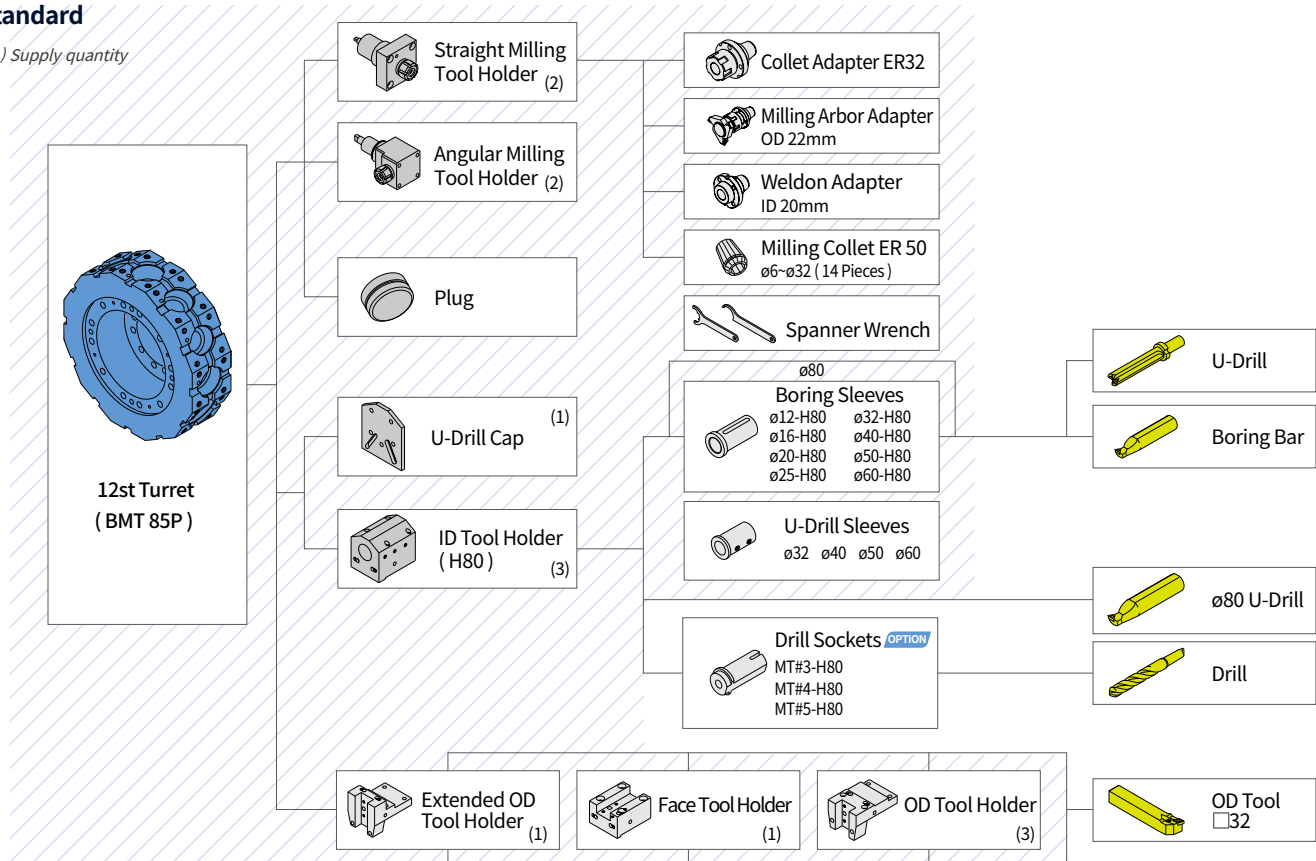 ) Supply quantity
Straight Milling
Tool Holder (2)
Angular Milling
Tool Holder (2)
Plug
Collet Adapter ER32
Milling Arbor Adapter
OD 22mm
Weldon Adapter
ID 20mm
Milling Collet ER 50
ø6~ø32 ( 14 Pieces )
Spanner Wrench
12st Turret
( BMT 85P )
U-Drill Cap
(1)
ID Tool Holder
( H80 )
(3)
ø80
Boring Sleeves
ø12-H80 ø32-H80
ø16-H80 ø40-H80
ø20-H80 ø50-H80
ø25-H80 ø60-H80
U-Drill Sleeves
ø32 ø40 ø50 ø60
Drill Sockets OPTION
MT#3-H80
MT#4-H80
MT#5-H80
U-Drill
Boring Bar
ø80 U-Drill
Drill
Extended OD
Tool Holder (1)
Face Tool Holder
(1)
OD Tool Holder
(3)
OD Tool
□32